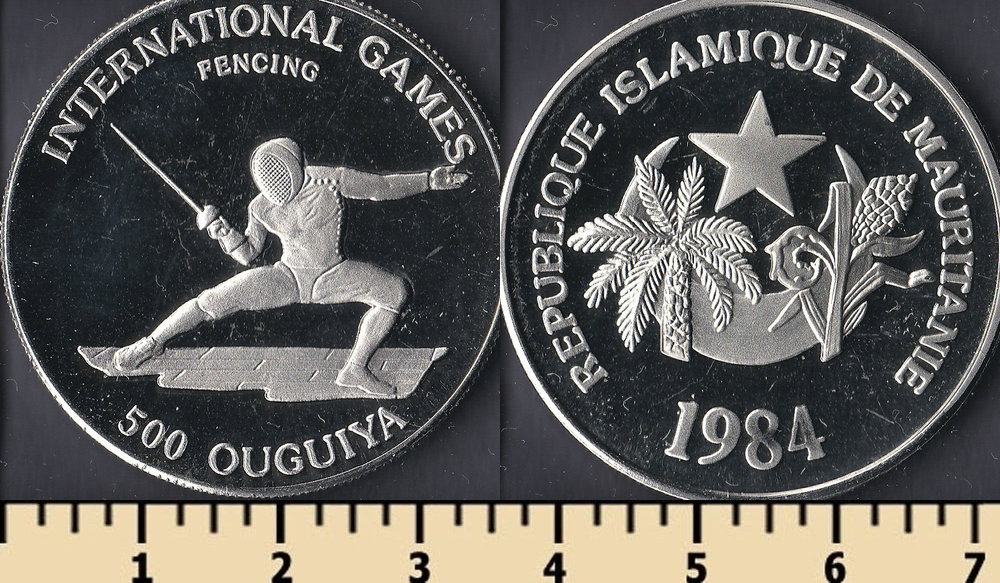 INTERNATIONAL GAMES
FENCING
500 OUGUIYA
REPUBLIQUE ISLAMIQUE DE MAURITANIE
1984
1 2 3 4 5 6 7